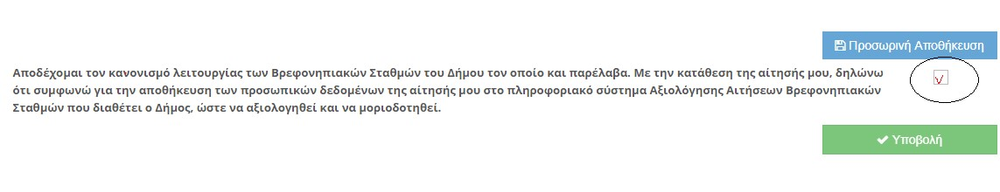 Προσωρινή Αποθήκευση
Αποδέχομαι τον κανονισμό λειτουργίας των Βρεφονηπιακών Σταθμών του Δήμου τον οποίο και παρέλαβα. Με την κατάθεση της αίτησής μου, δηλώνω
ότι συμφωνώ για την αποθήκευση των προσωπικών δεδομένων της αίτησής μου στο πληροφοριακό σύστημα Αξιολόγησης Αιτήσεων Βρεφονηπιακών
Σταθμών που διαθέτει ο Δήμος, ώστε να αξιολογηθεί και να μοριοδοτηθεί.
Υποβολή